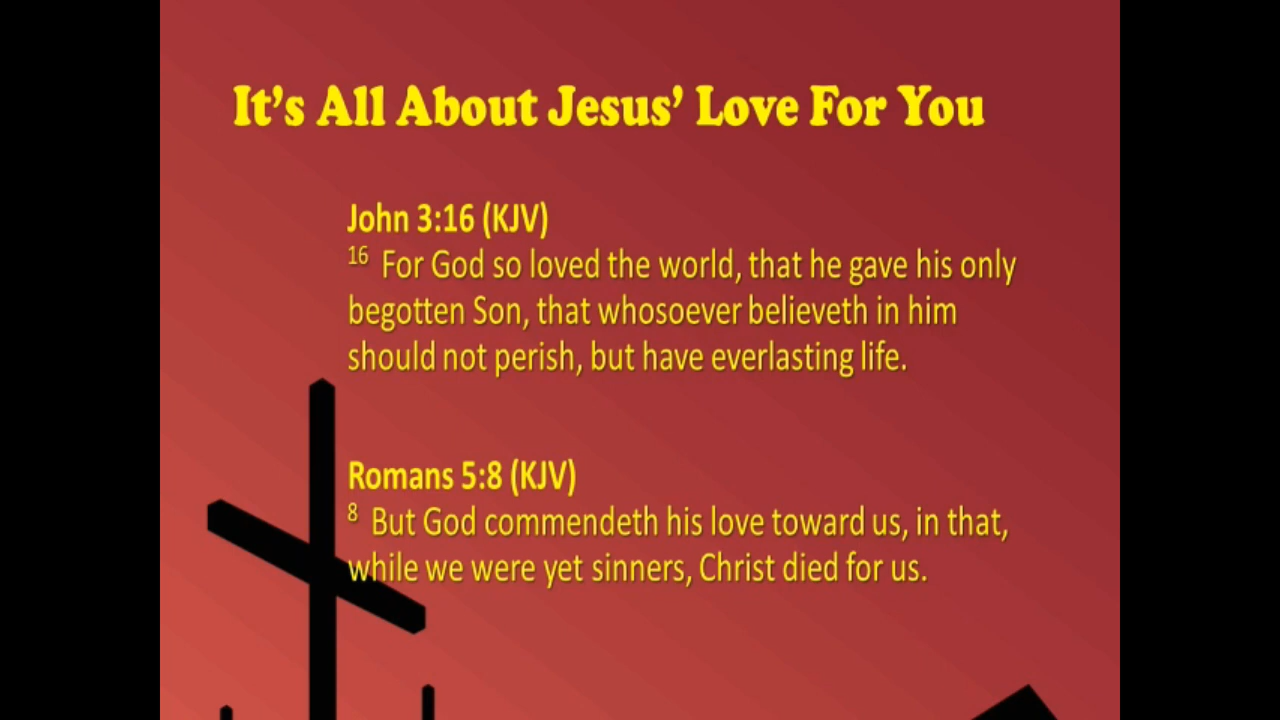 It's All About Jesus' Love For You
John 3:16 (KJV)
16 For God so loved the world, that he gave his only
begotten Son, that whosoever believeth in him
should not perish, but have everlasting life.
Romans 5:8 (KJV)
8 But God commendeth his love toward us, in that,
while we were yet sinners, Christ died for us.